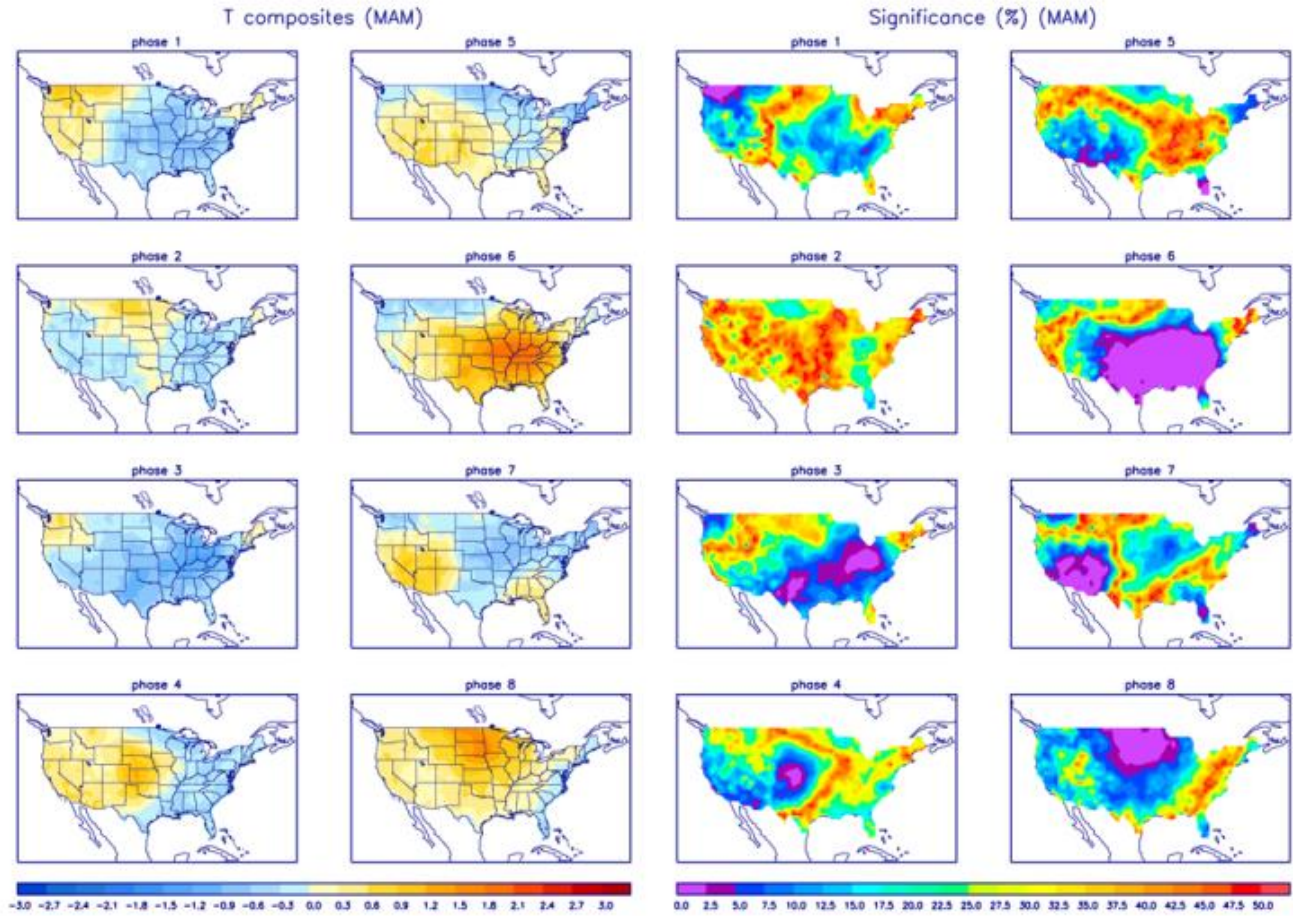 T composites (MAM)
Significance (%) (MAM)
phase 1
phase 5
phase 1
phase 5
phase 2
phase 6
phase 2
phase 6
phase 3
phase 7
phase 3
phase 7
phase 4
phase 8
phase 4
phase 8
-3.0 -2.7 -2.4 -2.1 -1.8 -1.5 -1.2 -0.9 -0.6 -0.3 0.0 0.3 0.6 0.9 1.2 1.5 1.8 2.1 2.4 2.7 3.0
0.0 2.5 5.0 7.5 10.0 12.5 15.0 17.5 20.0 22.5 25.0 27.5 30.0 32.5 35.0 37.5 40.0 42.5 45.0 47.5 50.0